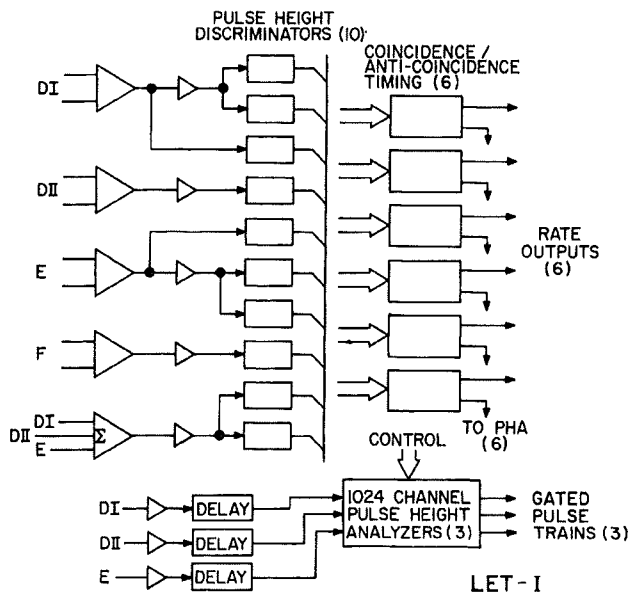 PULSE HEIGHT
DISCRIMINATORS (10)
COINCIDENCE /
ANTI-COINCIDENCE
TIMING (6)
DI
DII
E
F
DI
DII
E
Σ
RATE
OUTPUTS
(6)
TO PHA
(6)
CONTROL
DI
DELAY
DII
DELAY
E
DELAY
1024 CHANNEL
PULSE HEIGHT
ANALYZERS (3)
GATED
PULSE
TRAINS (3)
LET-I